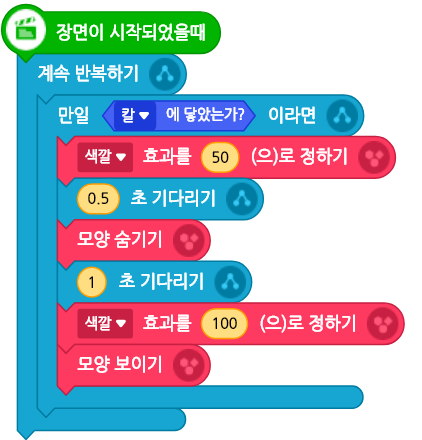 장면이 시작되었을때
계속 반복하기
만일 칼 에 닿았는가? 이라면
색깔 효과를 50 (으)로 정하기
0.5 초 기다리기
모양 숨기기
1 초 기다리기
색깔 효과를 100 (으)로 정하기
모양 보이기